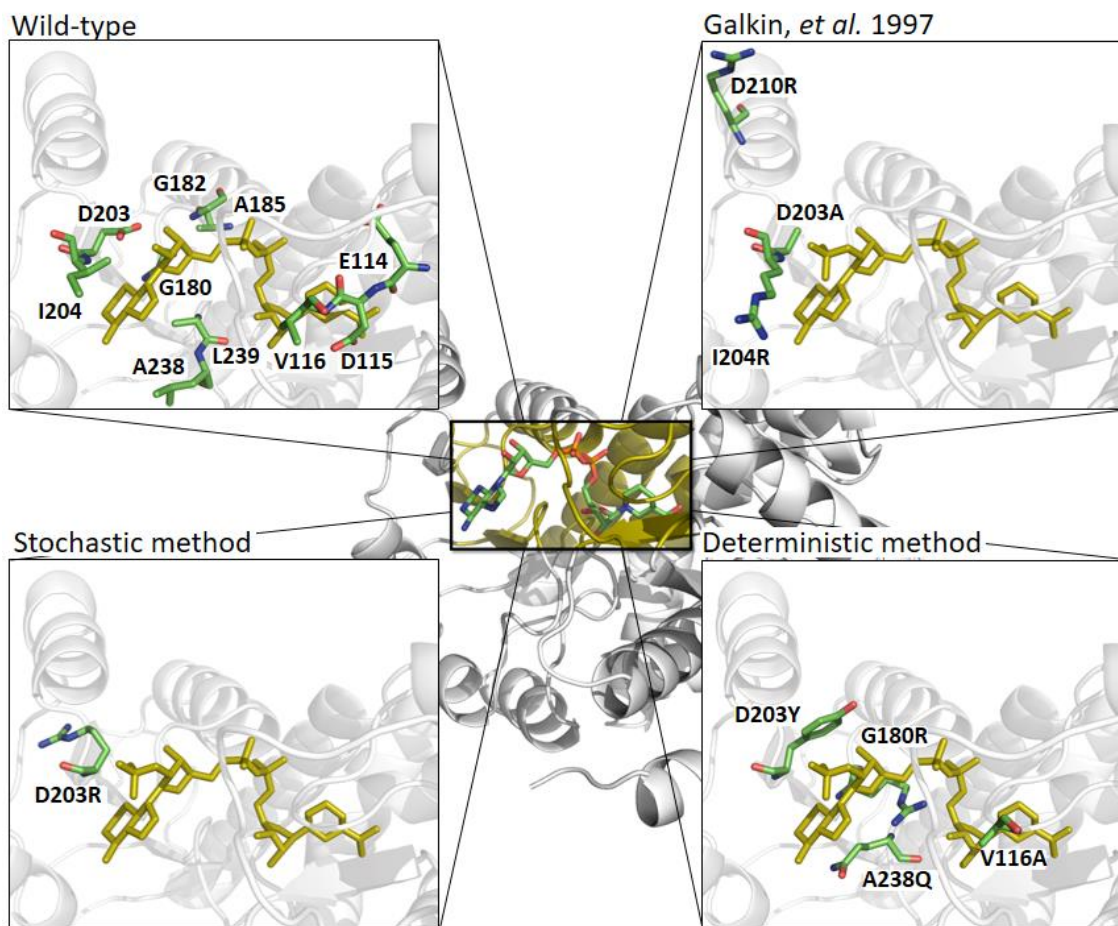 Wild-type
G182
A185
D203
E114
G180
I204
L239
A238
V116
D115
Galkin, et al. 1997
D210R
D203A
I204R
Stochastic method
D203R
Deterministic method
D203Y
G180R
V116A
A238Q